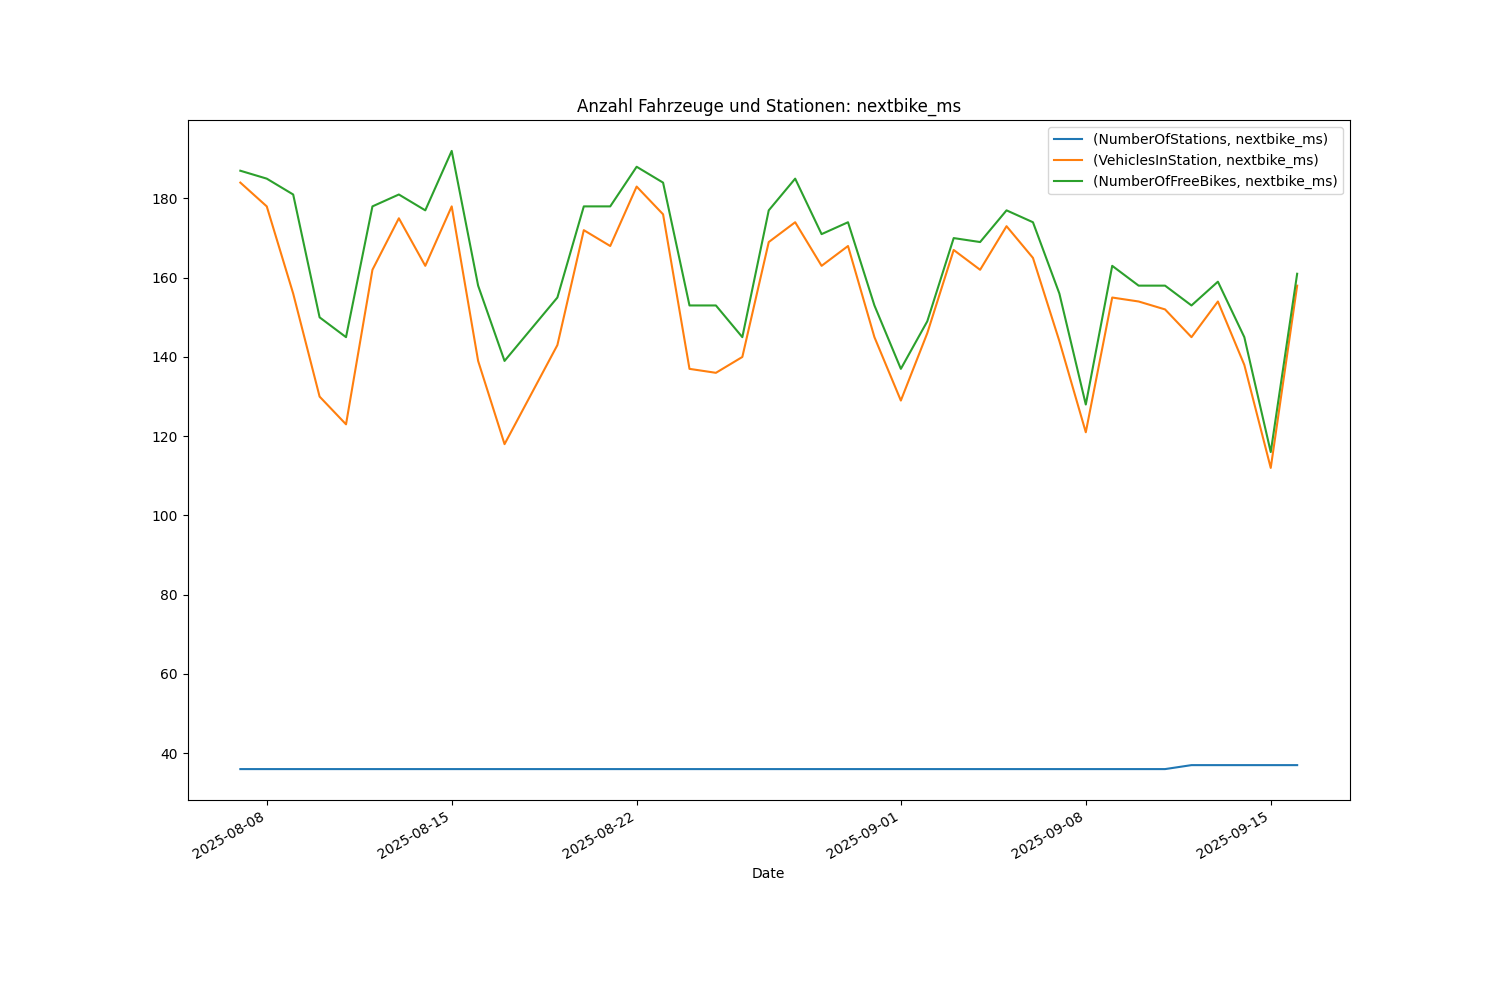 Anzahl Fahrzeuge und Stationen: nextbike_ms
(NumberOfStations, nextbike_ms)
(VehiclesInStation, nextbike_ms)
(NumberOfFreeBikes, nextbike_ms)
180
160
140
120
100
80
60
40
2025-08-08
2025-08-15
2025-08-22
2025-09-01
2025-09-08
2025-09-15
Date